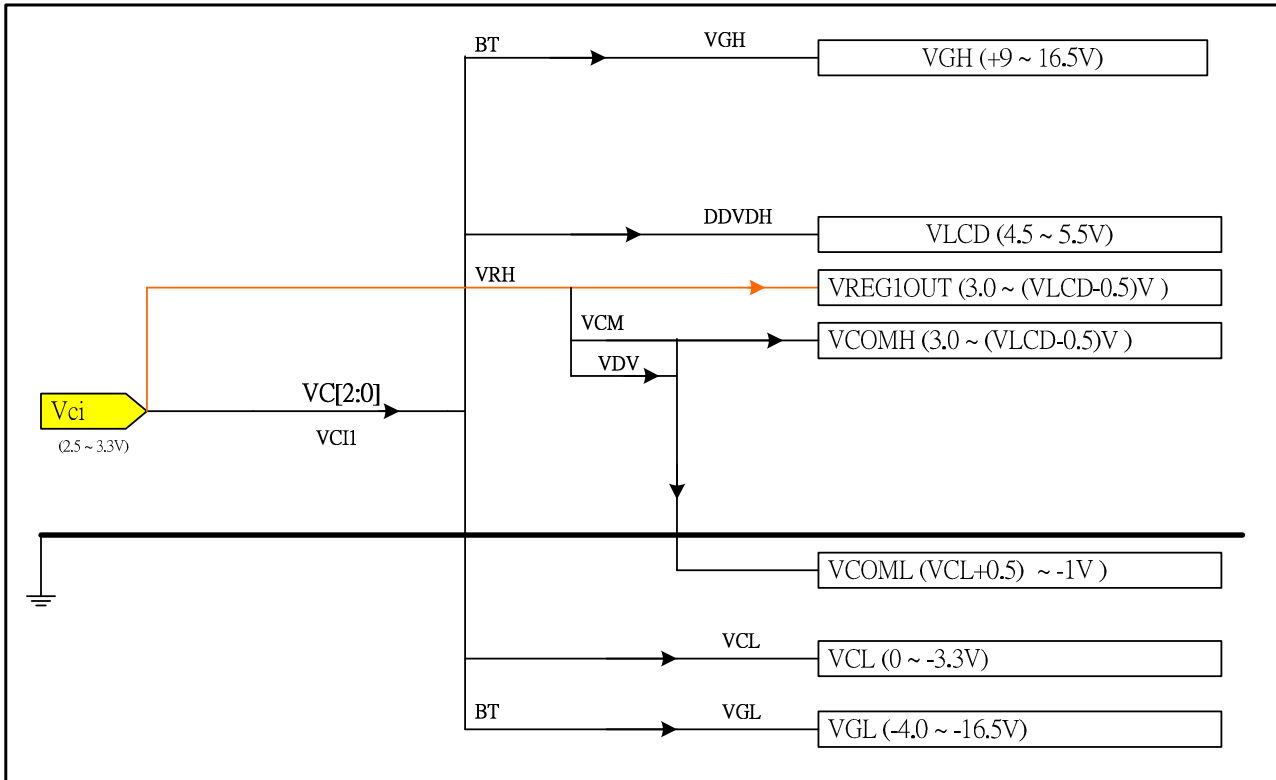 BT
VGH
VGH (+9 ~ 16.5V)
DDVDH
VLCD (4.5 ~ 5.5V)
VRH
VREG1OUT (3.0 ~ (VLCD-0.5)V )
VCM
VCOMH (3.0 ~ (VLCD-0.5)V )
VDV
Vci
VC[2:0]
(2.5 ~ 3.3V)
VCI1
VCOML (VCL+0.5) ~ -1V )
VCL
VCL (0 ~ -3.3V)
BT
VGL
VGL (-4.0 ~ -16.5V)